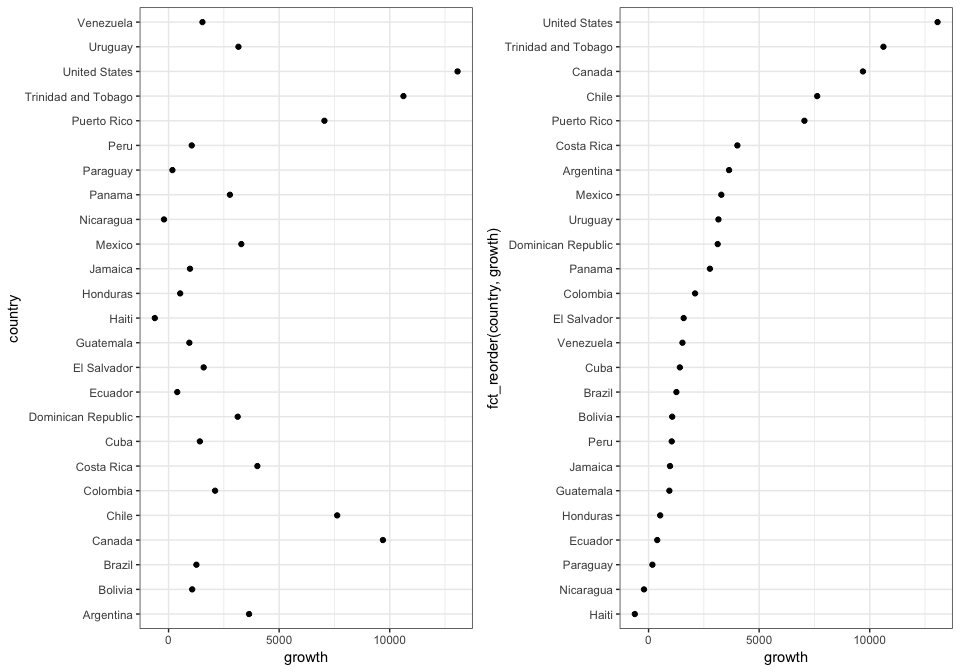 country
Venezuela
Uruguay
United States
Trinidad and Tobago
Puerto Rico
Peru
Paraguay
Panama
Nicaragua
Mexico
Jamaica
Honduras
Haiti
Guatemala
El Salvador
Ecuador
Dominican Republic
Cuba
Costa Rica
Colombia
Chile
Canada
Brazil
Bolivia
Argentina
0 5000 10000
growth
fct_reorder(country, growth)
United States
Trinidad and Tobago
Canada
Chile
Puerto Rico
Costa Rica
Argentina
Mexico
Uruguay
Dominican Republic
Panama
Colombia
El Salvador
Venezuela
Cuba
Brazil
Bolivia
Peru
Jamaica
Guatemala
Honduras
Ecuador
Paraguay
Nicaragua
Haiti
0 5000 10000
growth